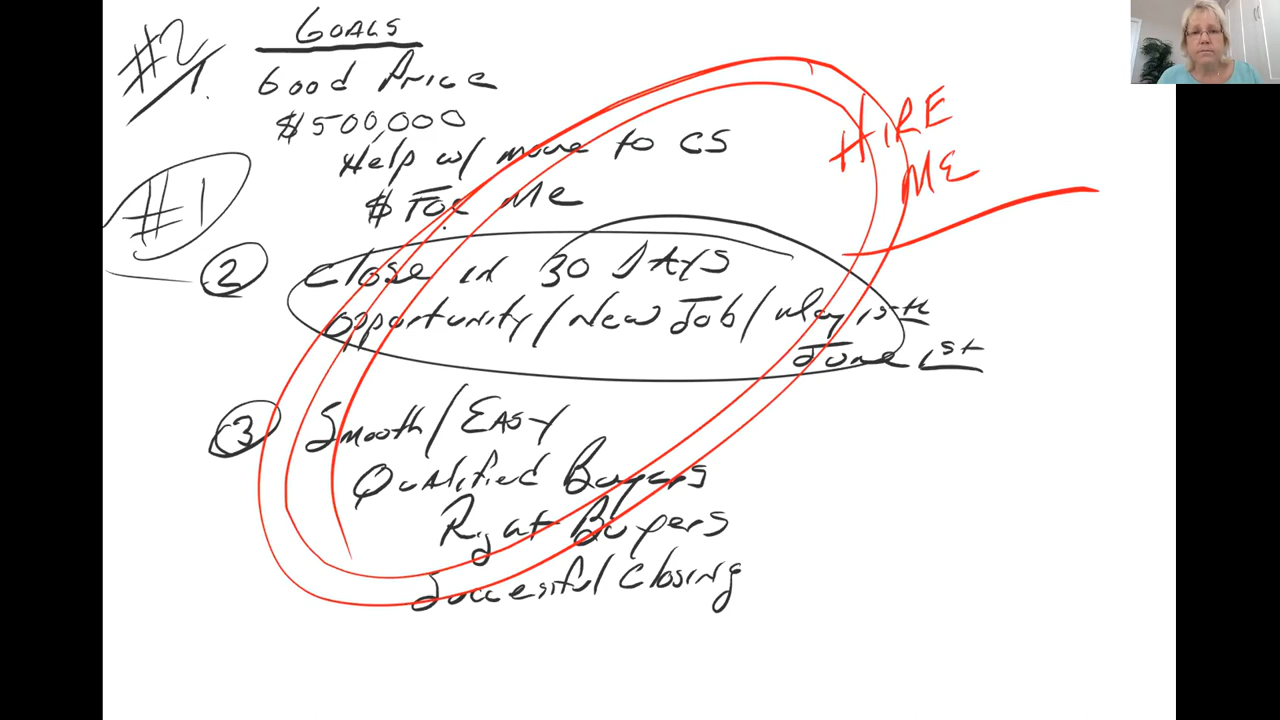 #2/1.
GOALS
Good Price
$500,000
Help w/ move to CS
$ For Me
HIRE
ME
#1
2 Close in 30 DAYS
opportunity/New Job/May 15th
June 1st
3 Smooth/EASY
Qualified Buyers
Right Buyers
Successful Closing